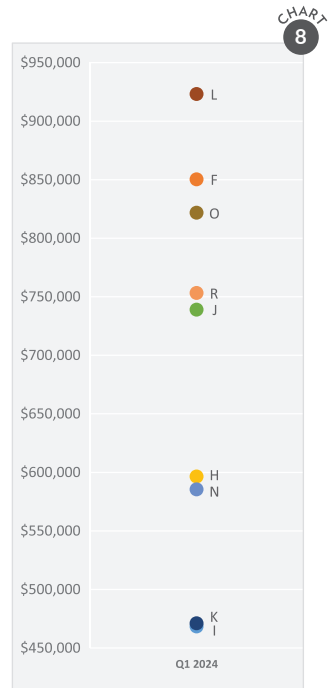 CHART
8
$950,000
L
$900,000
$850,000
F
O
$800,000
R
$750,000
J
$700,000
$650,000
H
$600,000
N
$550,000
$500,000
K
I
$450,000
Q1 2024